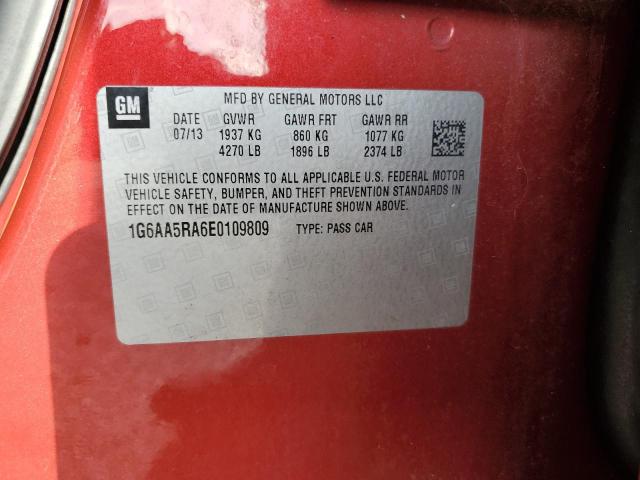 GM
MFD BY GENERAL MOTORS LLC
DATE GVWR GAWR FRT GAWR RR
07/13 1937 KG 860 KG 1077 KG
4270 LB 1896 LB 2374 LB
THIS VEHICLE CONFORMS TO ALL APPLICABLE U.S. FEDERAL MOTOR
VEHICLE SAFETY, BUMPER, AND THEFT PREVENTION STANDARDS IN
EFFECT ON THE DATE OF MANUFACTURE SHOWN ABOVE.
1G6AA5RA6E0109809 TYPE: PASS CAR